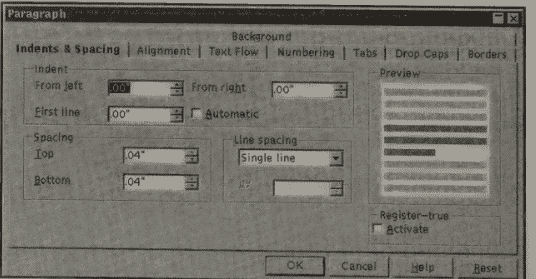 Paragraph
Background
Indents & Spacing | Alignment | Text Flow | Numbering | Tabs | Drop Caps | Borders
Indent
From left .00" From right .00"
First line .00" Automatic
Spacing
Top .04"
Bottom .04"
Line spacing
Single line
Preview
Register-true
Activate
OK Cancel Help Reset